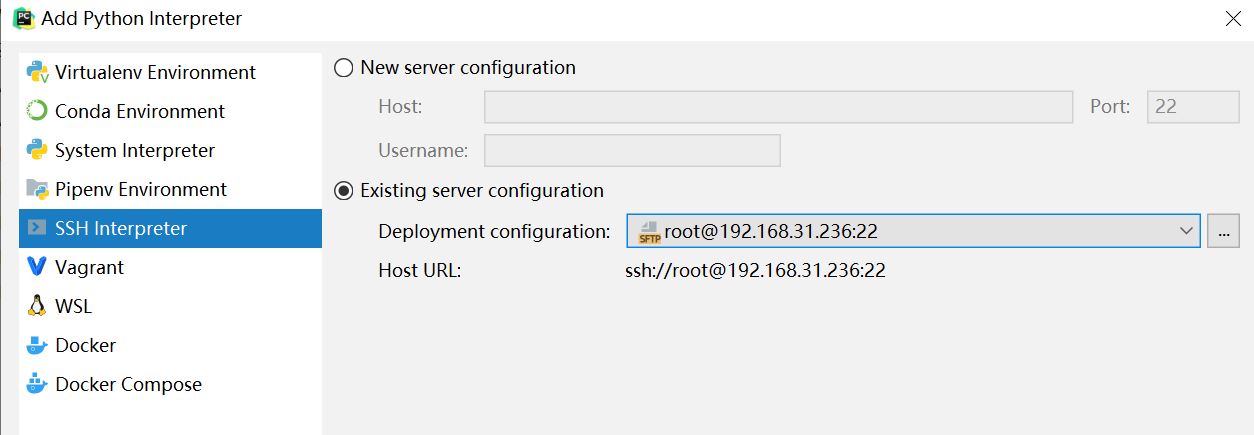 Add Python Interpreter
Virtualenv Environment
Conda Environment
System Interpreter
Pipenv Environment
SSH Interpreter
Vagrant
WSL
Docker
Docker Compose
New server configuration
Host:
Port: 22
Username:
Existing server configuration
Deployment configuration: SFTP root@192.168.31.236:22 ...
Host URL: ssh://root@192.168.31.236:22